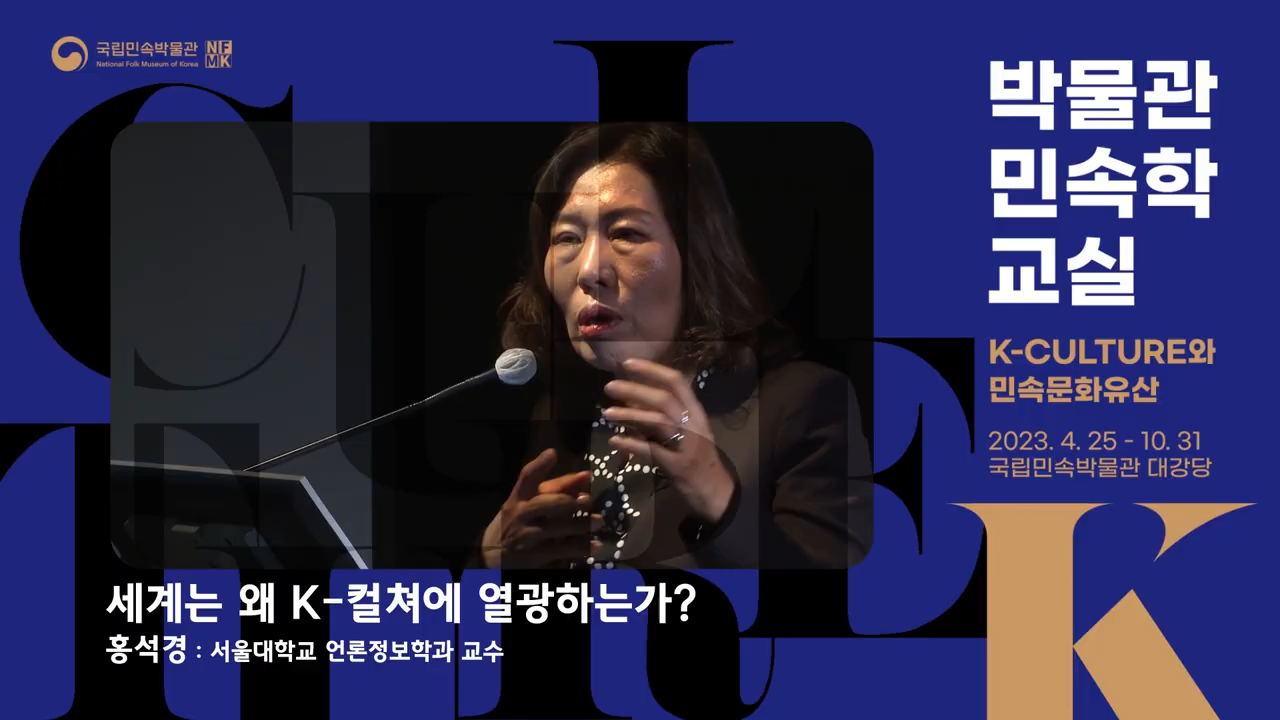 국립민속박물관
National Folk Museum of Korea
NF
MK
박물관
민속학
교실
K-CULTURE와
민속문화유산
2023. 4. 25 - 10. 31
국립민속박물관 대강당
K
세계는 왜 K-컬쳐에 열광하는가?
홍석경 : 서울대학교 언론정보학과 교수